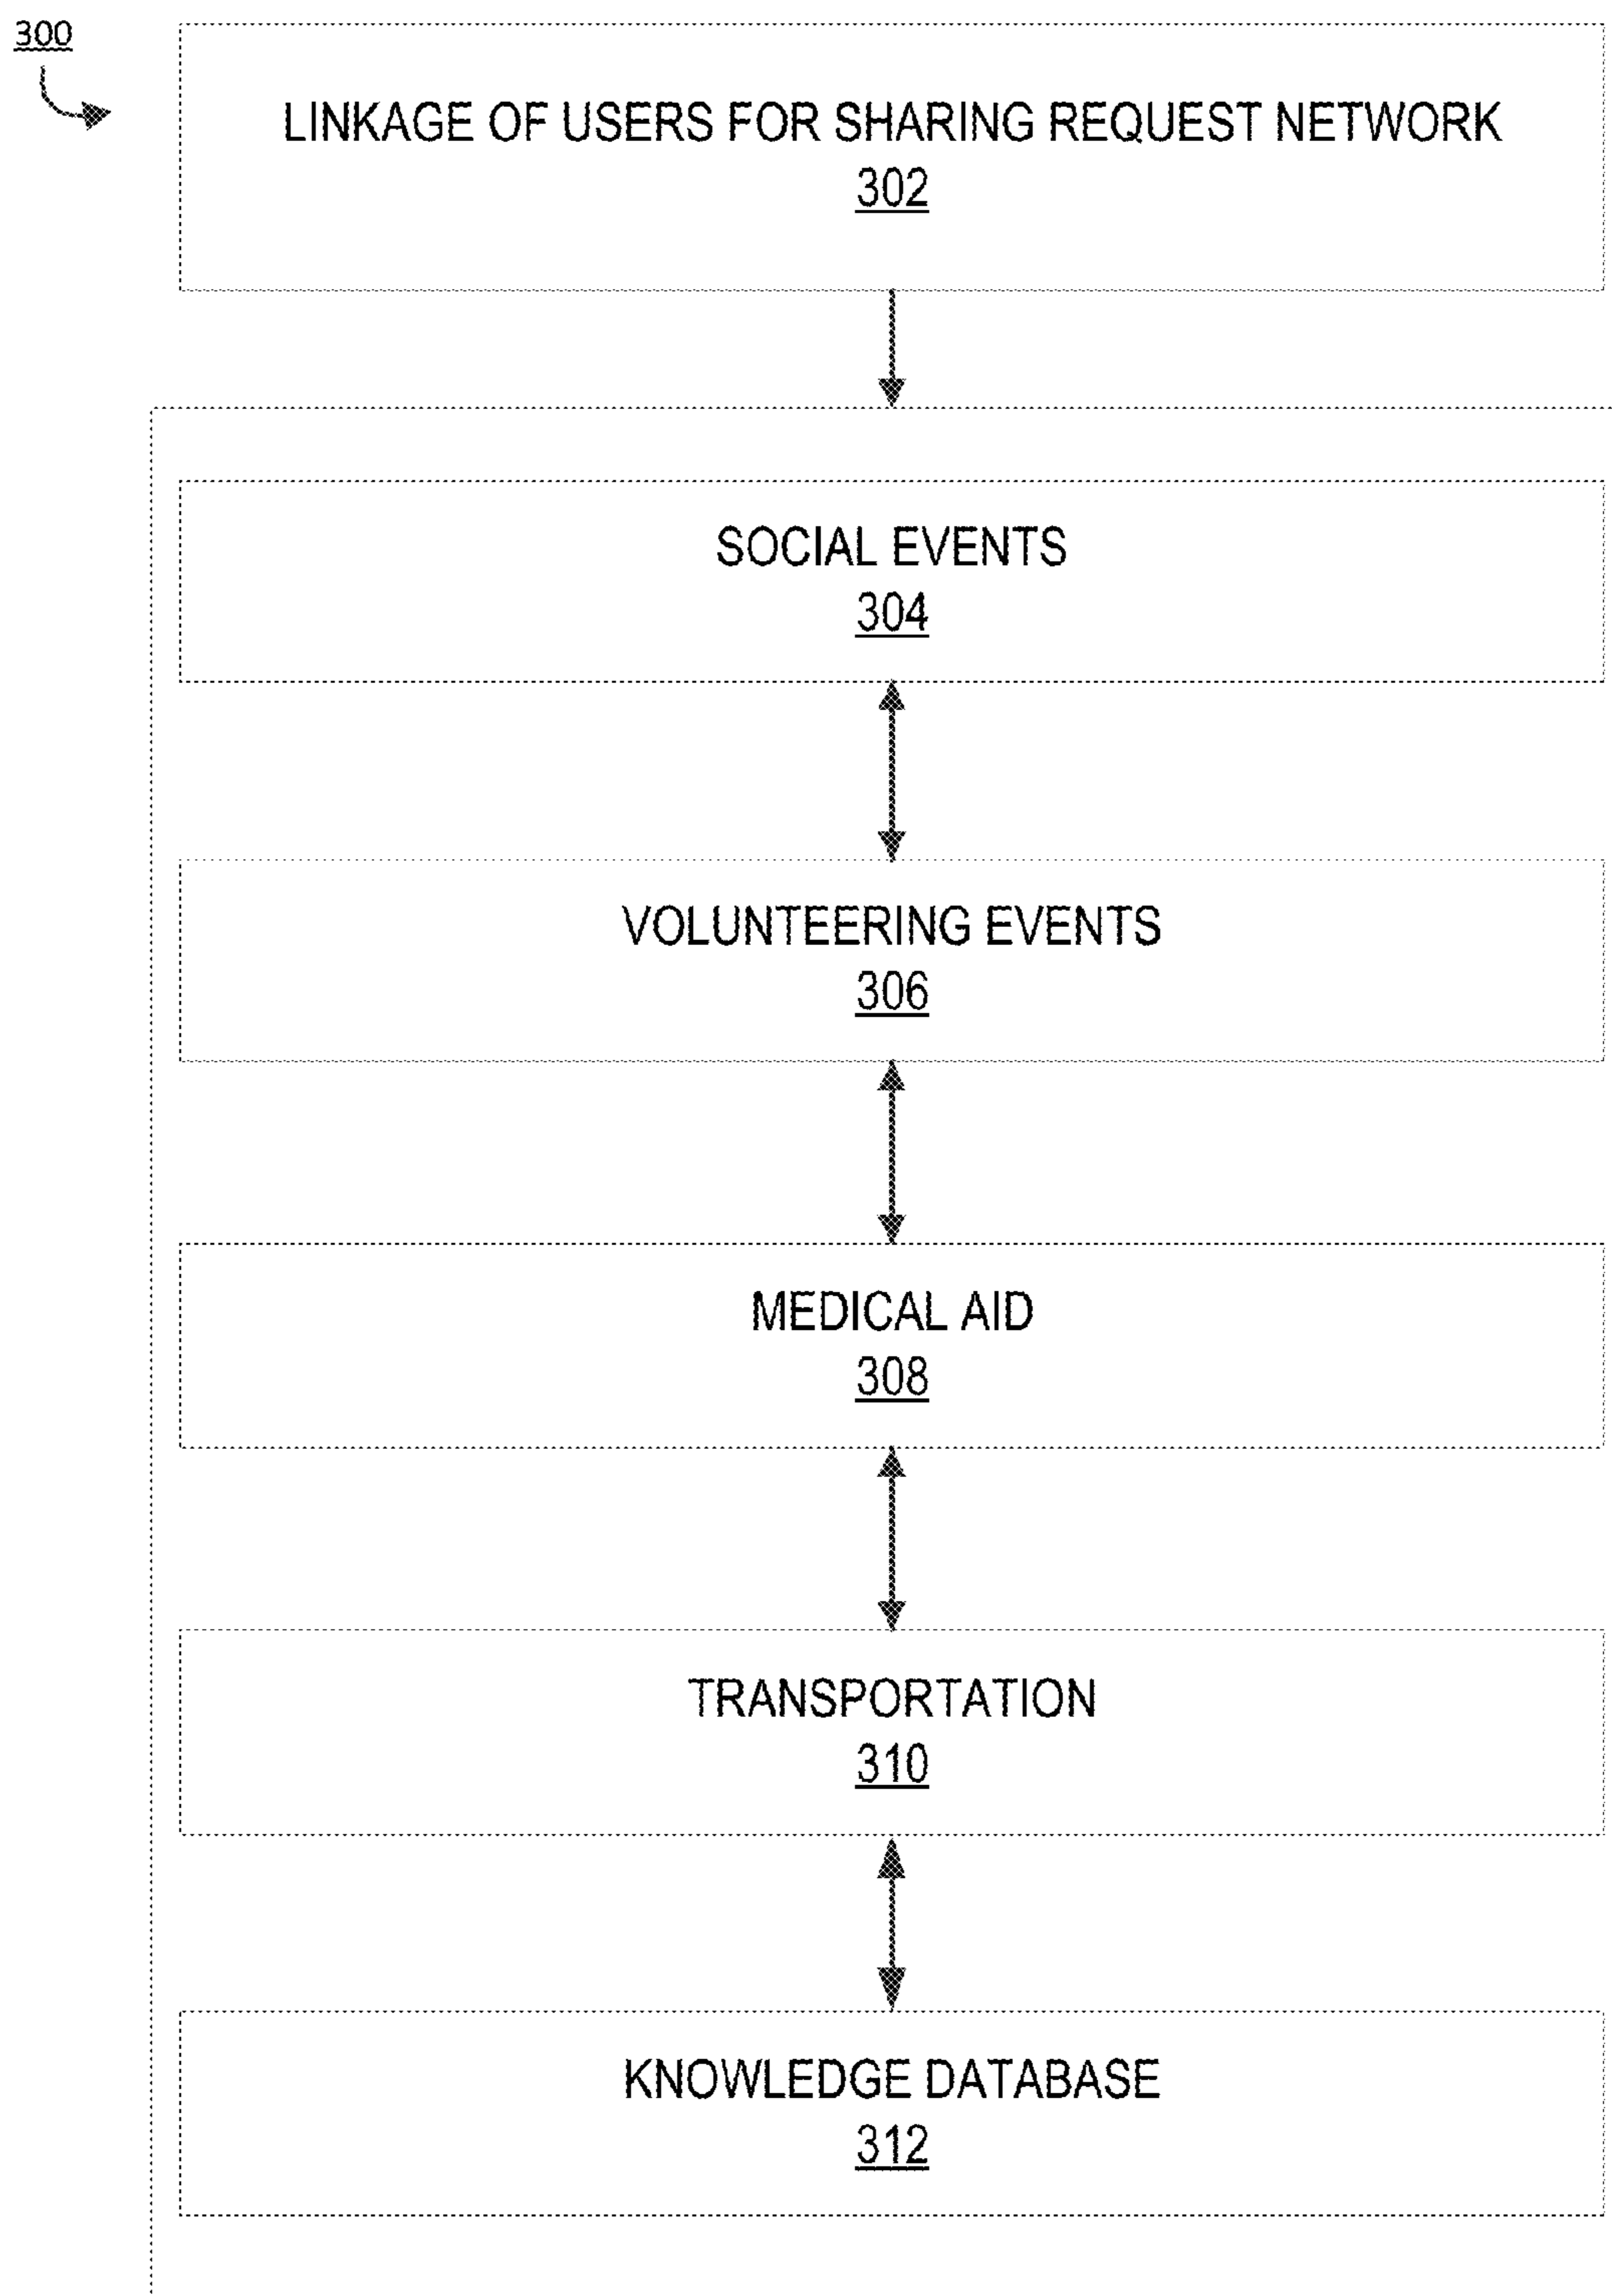 300
LINKAGE OF USERS FOR SHARING REQUEST NETWORK
302
SOCIAL EVENTS
304
VOLUNTEERING EVENTS
306
MEDICAL AID
308
TRANSPORTATION
310
KNOWLEDGE DATABASE
312